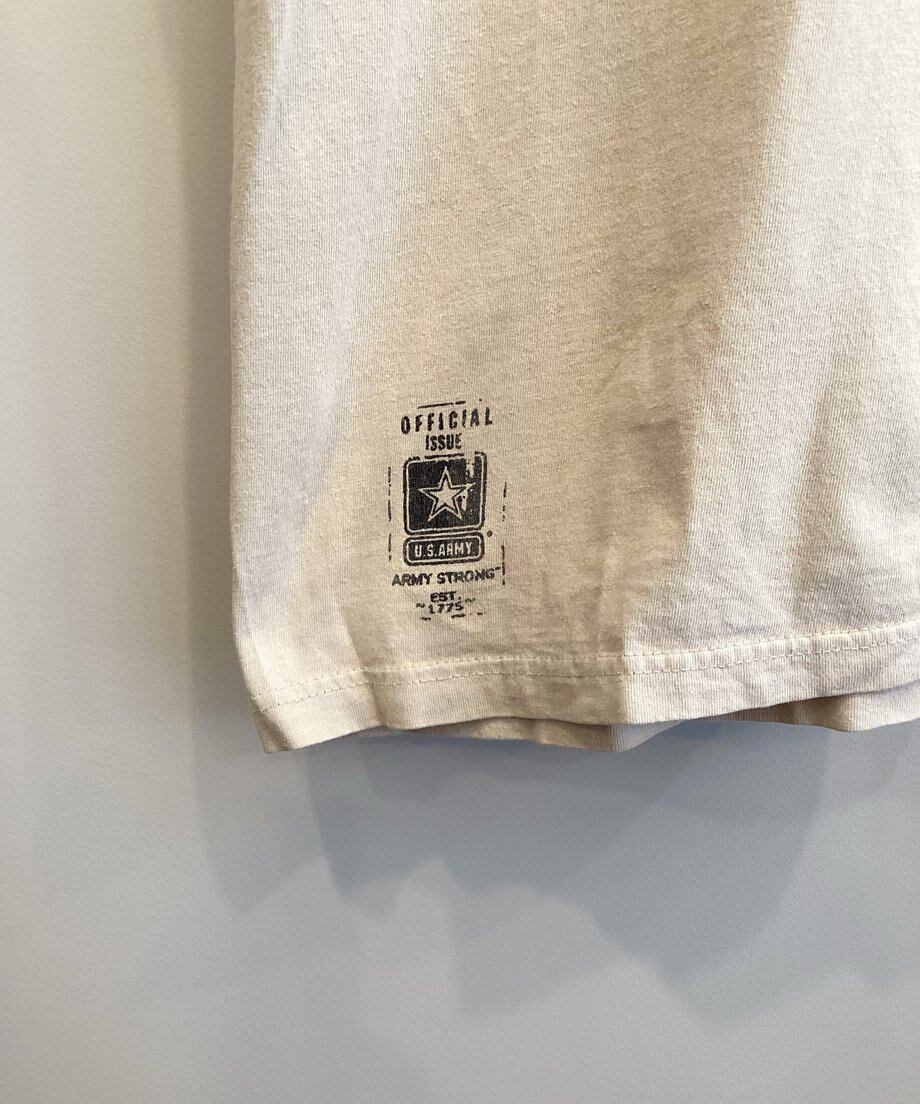 OFFICIAL
ISSUE
U.S.ARMY
ARMY STRONG
EST.
~1775~